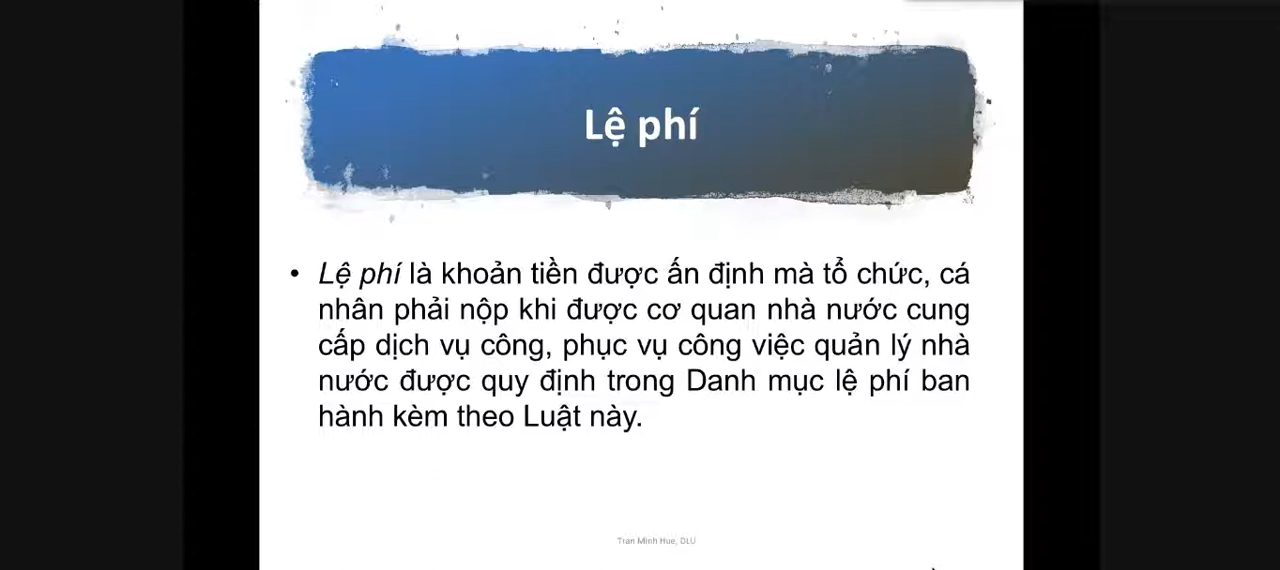 Lệ phí
• Lệ phí là khoản tiền được ấn định mà tổ chức, cá
nhân phải nộp khi được cơ quan nhà nước cung
cấp dịch vụ công, phục vụ công việc quản lý nhà
nước được quy định trong Danh mục lệ phí ban
hành kèm theo Luật này.
Tran Minh Hue, DLU